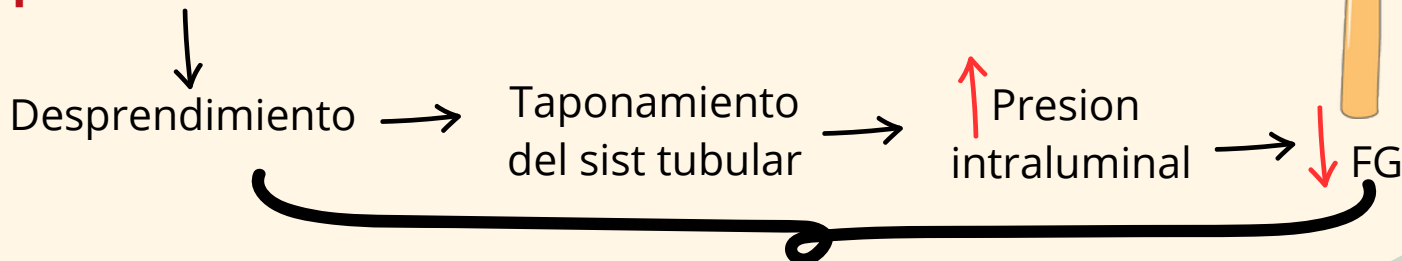 Desprendimiento
Taponamiento
del sist tubular
Presion
intraluminal
FG